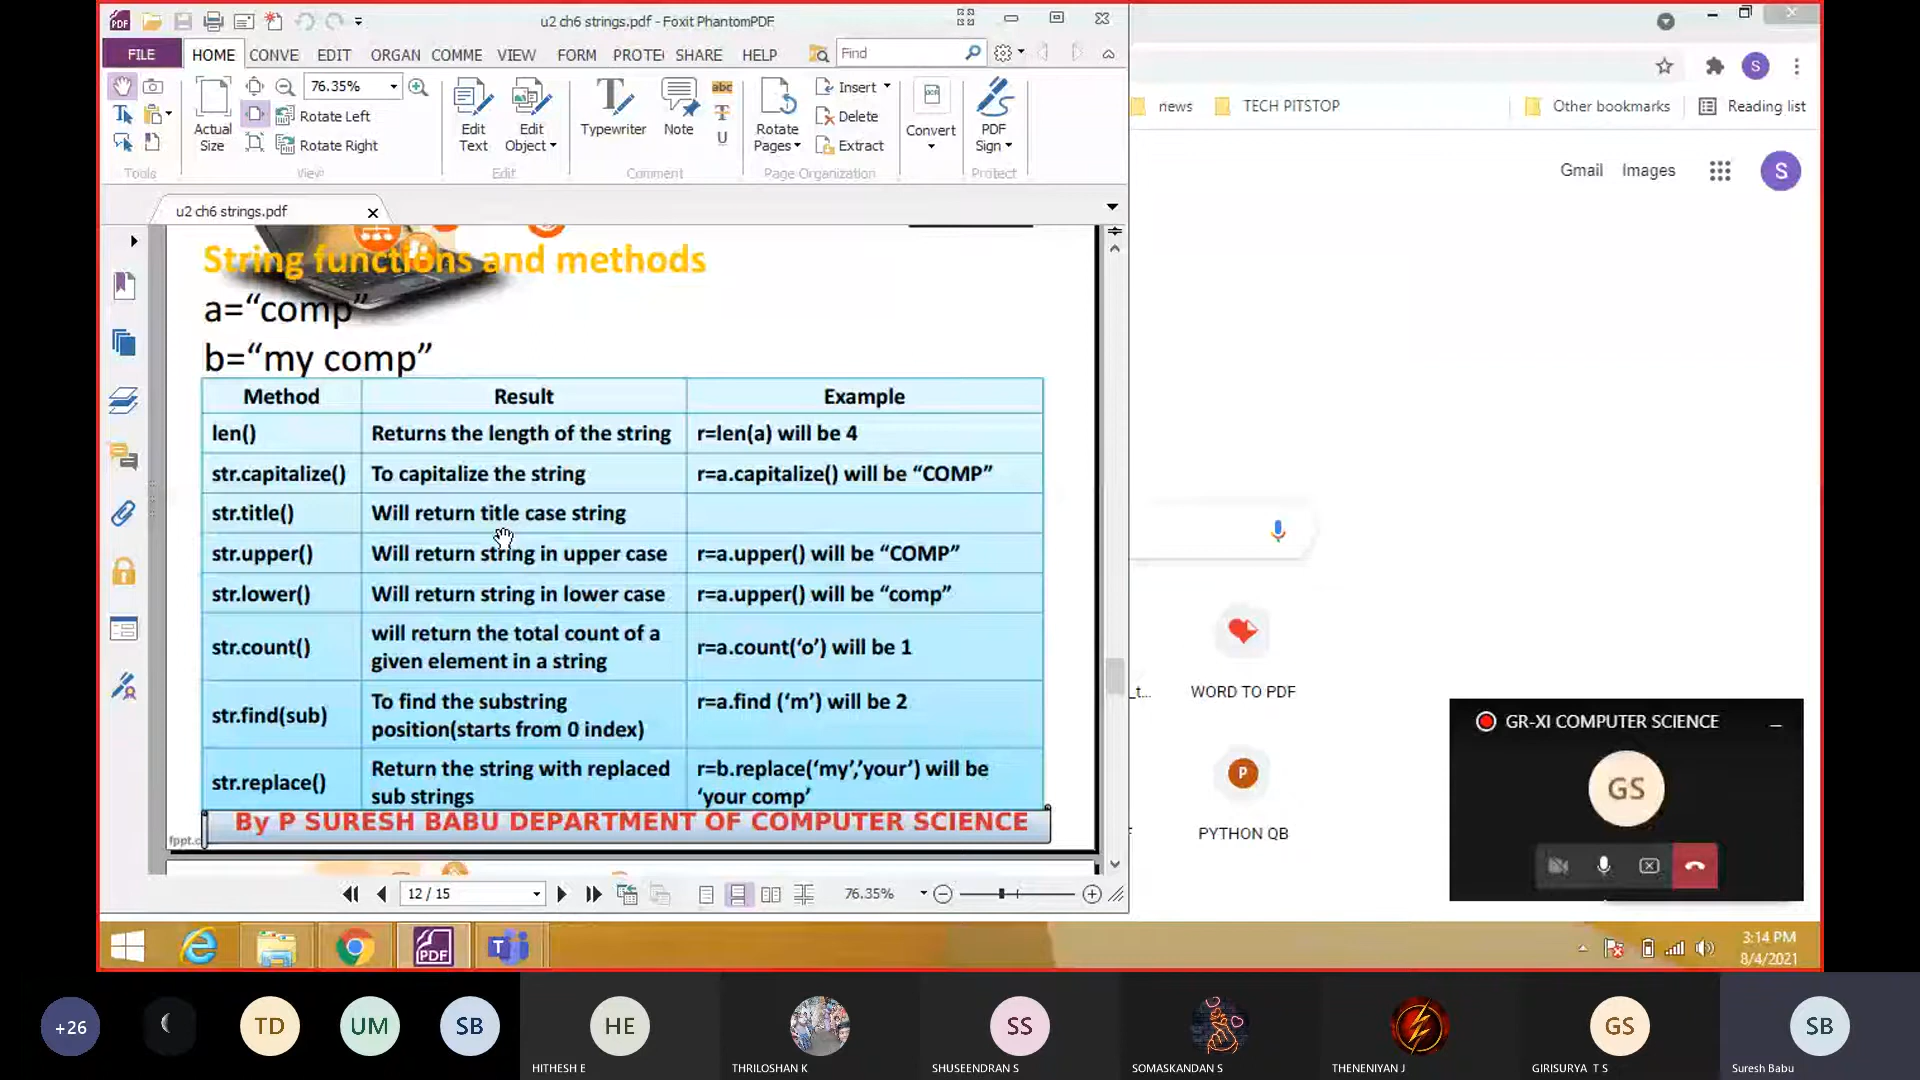 u2 ch6 strings.pdf - Foxit PhantomPDF
FILE HOME CONVE EDIT ORGAN COMME VIEW FORM PROTE SHARE HELP Find
76.35%
Actual Size
Rotate Left
Rotate Right
Edit Text
Edit Object
Typewriter
Note
abc
Rotate Pages
Insert
Delete
Extract
Convert
PDF Sign
Tools View Edit Comment Page Organization Protect
u2 ch6 strings.pdf
String functions and methods
a=“comp”
b=“my comp”
Method Result Example
len() Returns the length of the string r=len(a) will be 4
str.capitalize() To capitalize the string r=a.capitalize() will be “COMP”
str.title() Will return title case string
str.upper() Will return string in upper case r=a.upper() will be “COMP”
str.lower() Will return string in lower case r=a.upper() will be “comp”
str.count() will return the total count of a given element in a string r=a.count(‘o’) will be 1
str.find(sub) To find the substring position(starts from 0 index) r=a.find (‘m’) will be 2
str.replace() Return the string with replaced sub strings r=b.replace(‘my’,’your’) will be ‘your comp’
By P SURESH BABU DEPARTMENT OF COMPUTER SCIENCE
12 / 15
76.35%
S
news TECH PITSTOP Other bookmarks Reading list
Gmail Images S
_t... WORD TO PDF
P
PYTHON QB
GR-XI COMPUTER SCIENCE
GS
PDF
T
3:14 PM
8/4/2021
+26 TD UM SB HE SS GS SB
HITHESH E THRILOSHAN K SHUSEENDRAN S SOMASKANDAN S THENENIYAN J GIRISURYA T S Suresh Babu